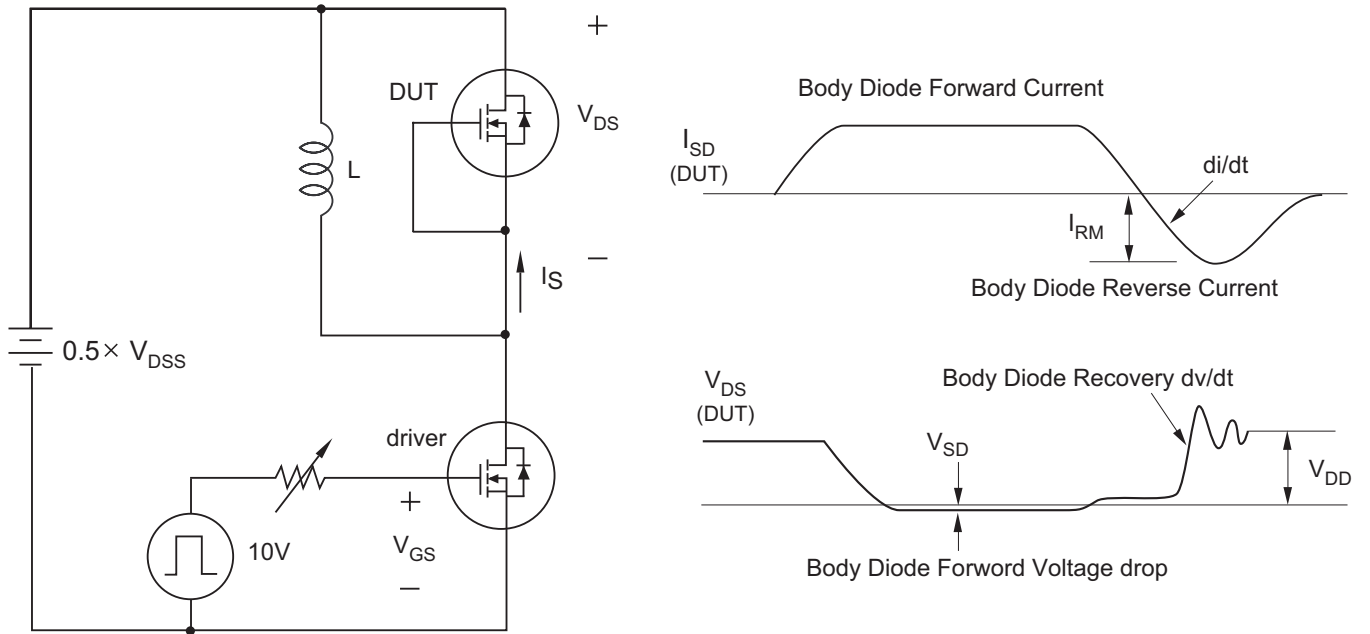 DUT
+
V_DS
L
−
I_S
0.5× V_DSS
driver
10V
+
V_GS
−
Body Diode Forward Current
I_SD
(DUT)
di/dt
I_RM
Body Diode Reverse Current
Body Diode Recovery dv/dt
V_DS
(DUT)
V_SD
V_DD
Body Diode Forword Voltage drop